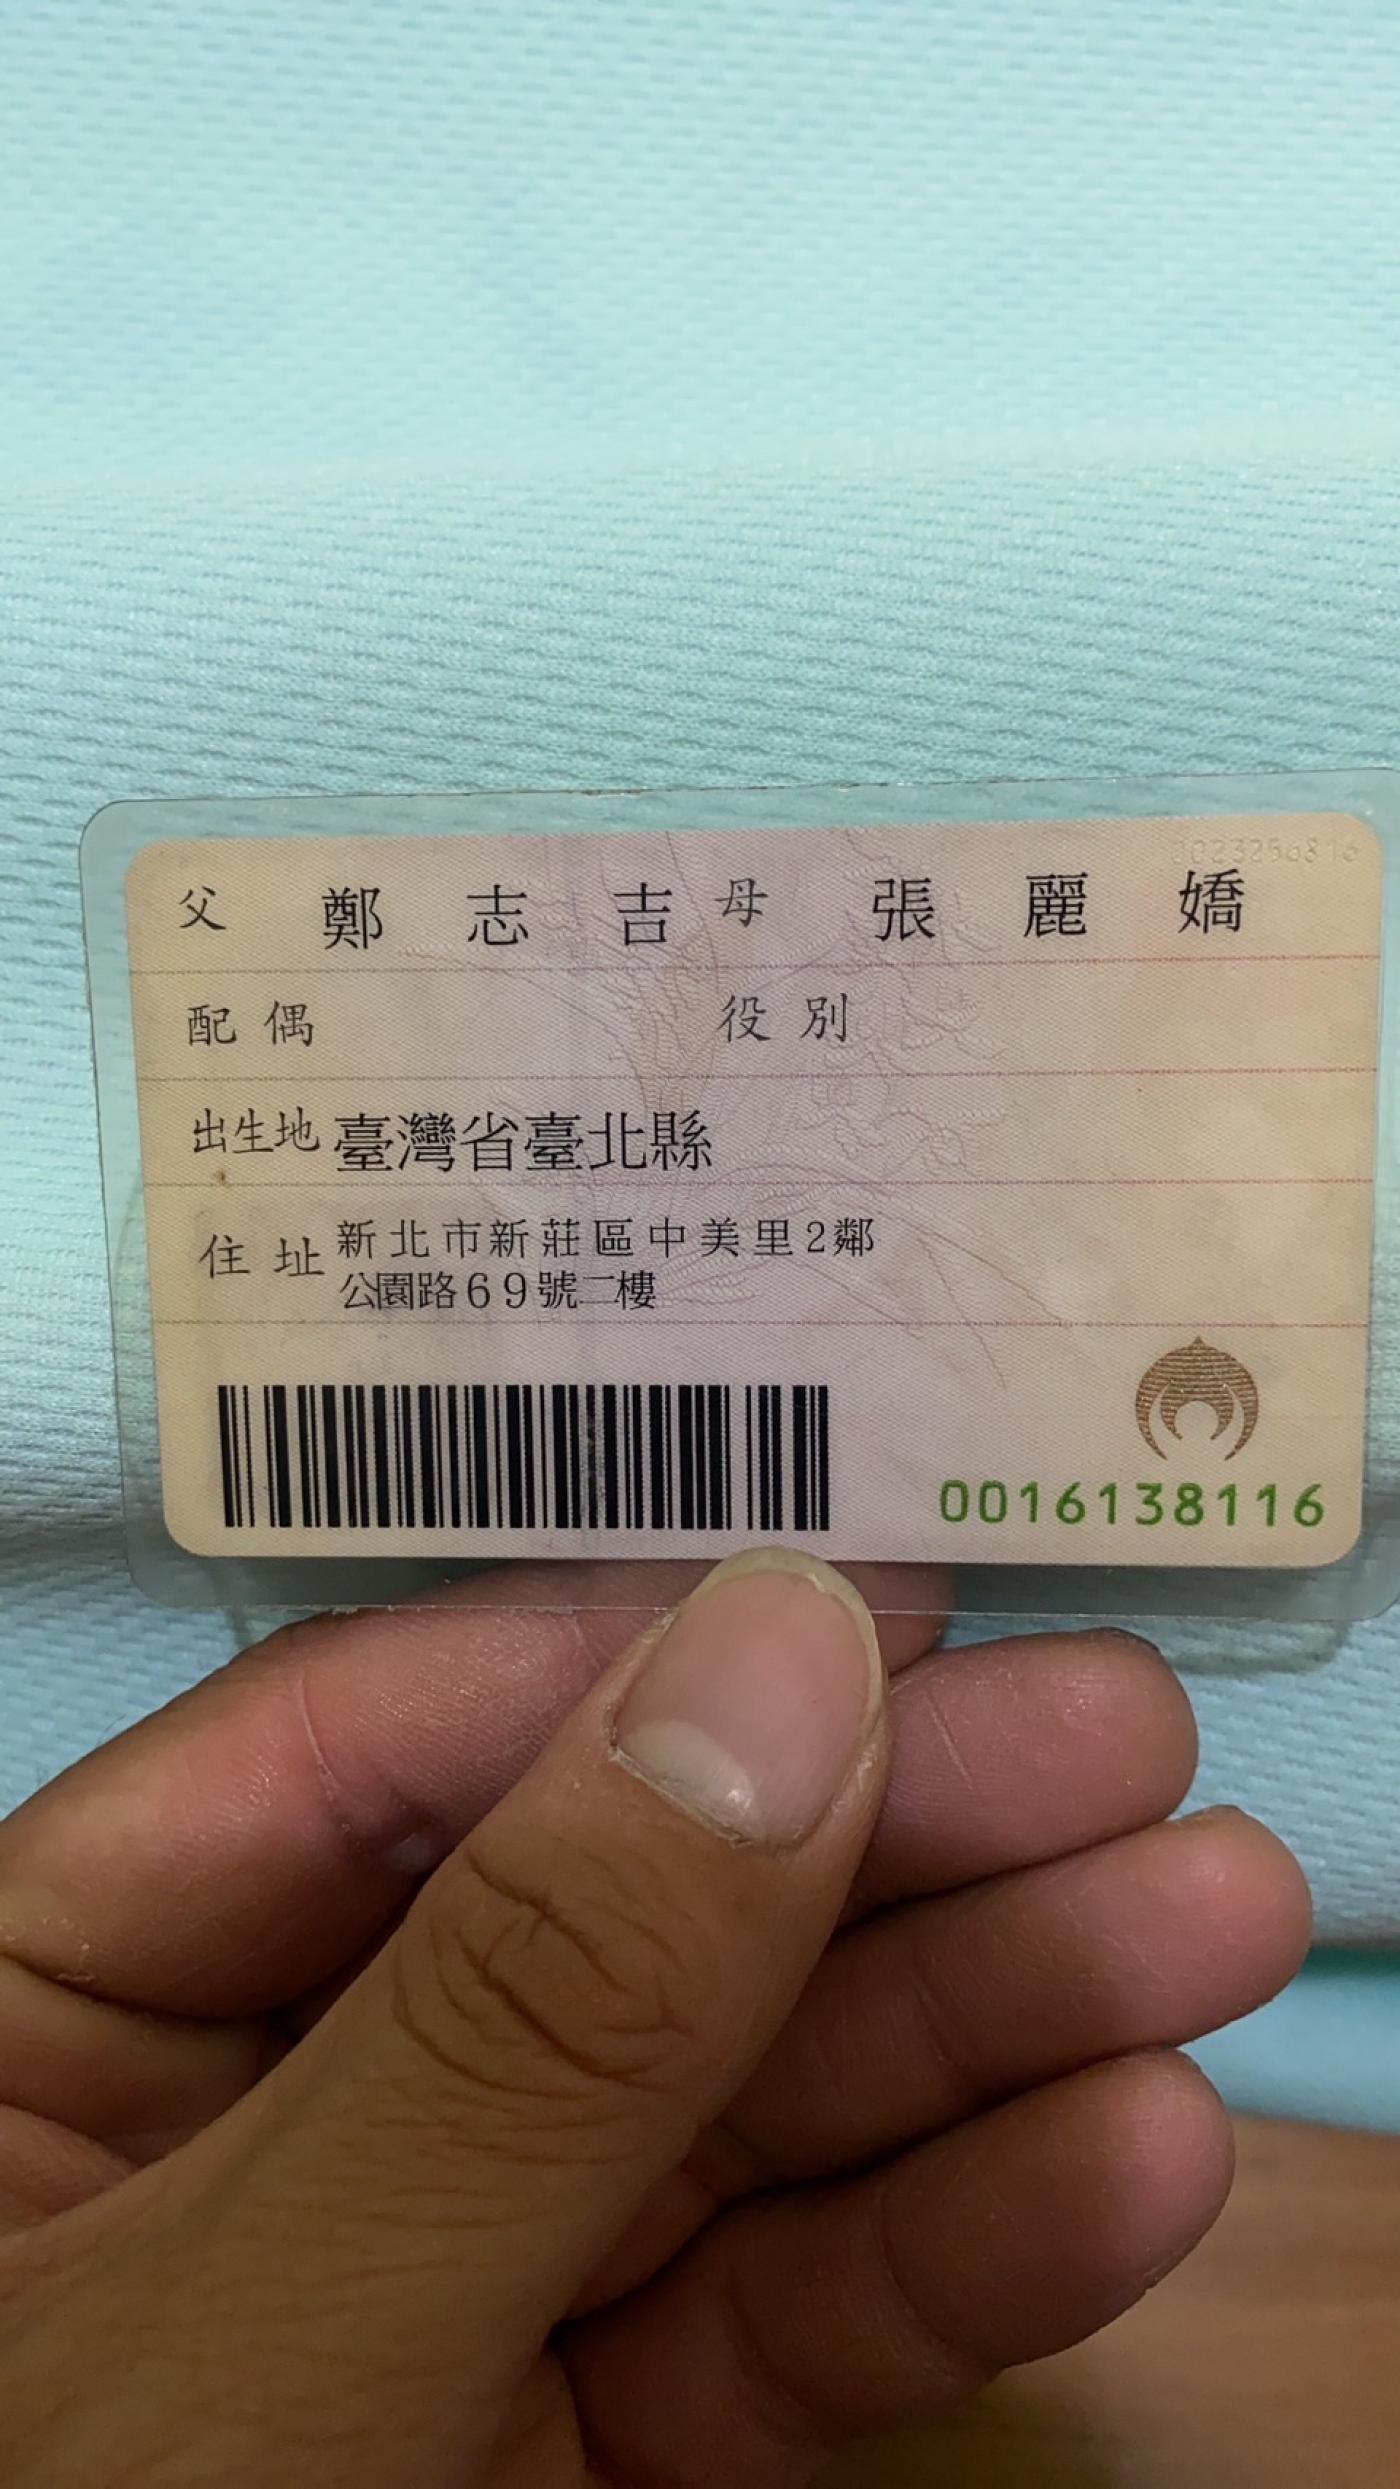 0023256816
父 鄭志吉 母 張麗嬌
配偶 役別
出生地 臺灣省臺北縣
住址 新北市新莊區中美里2鄰
公園路69號二樓
0016138116